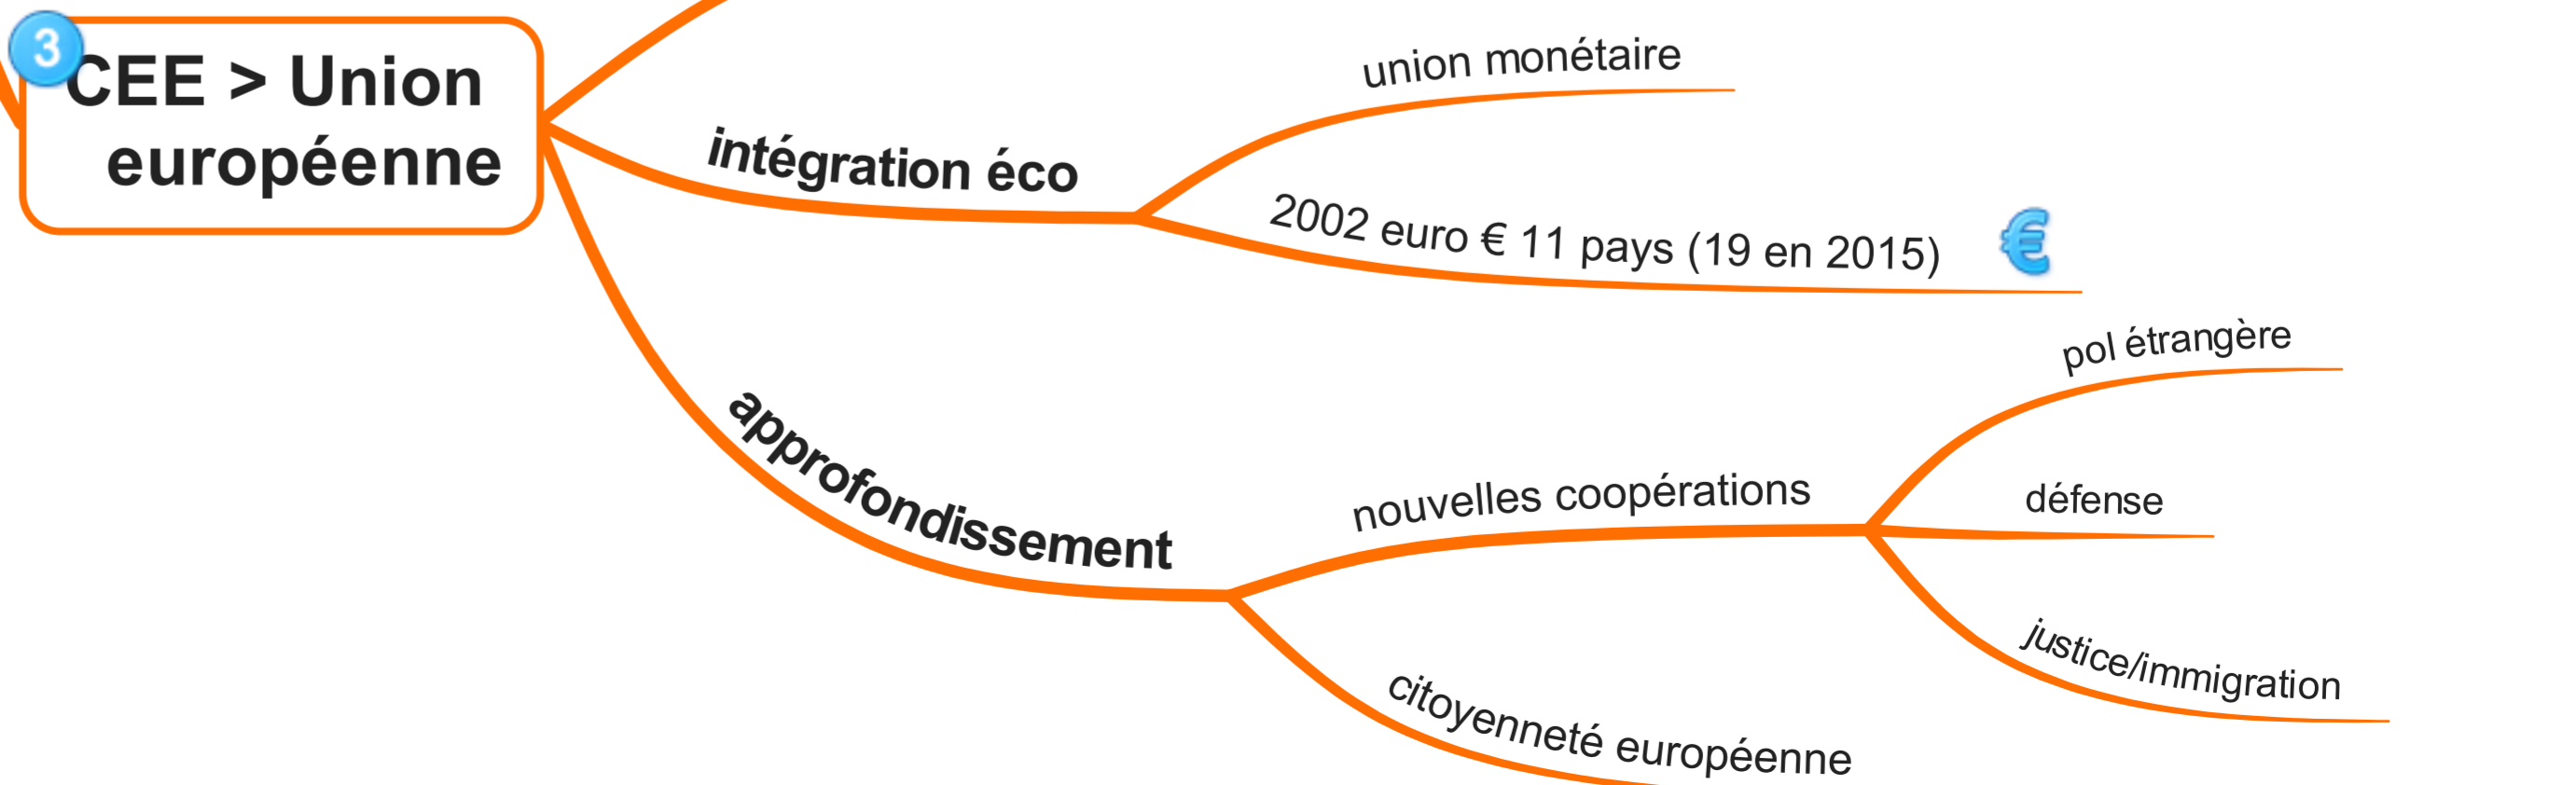 3
CEE > Union
européenne
intégration éco
union monétaire
2002 euro € 11 pays (19 en 2015) €
approfondissement
nouvelles coopérations
pol étrangère
défense
justice/immigration
citoyenneté européenne